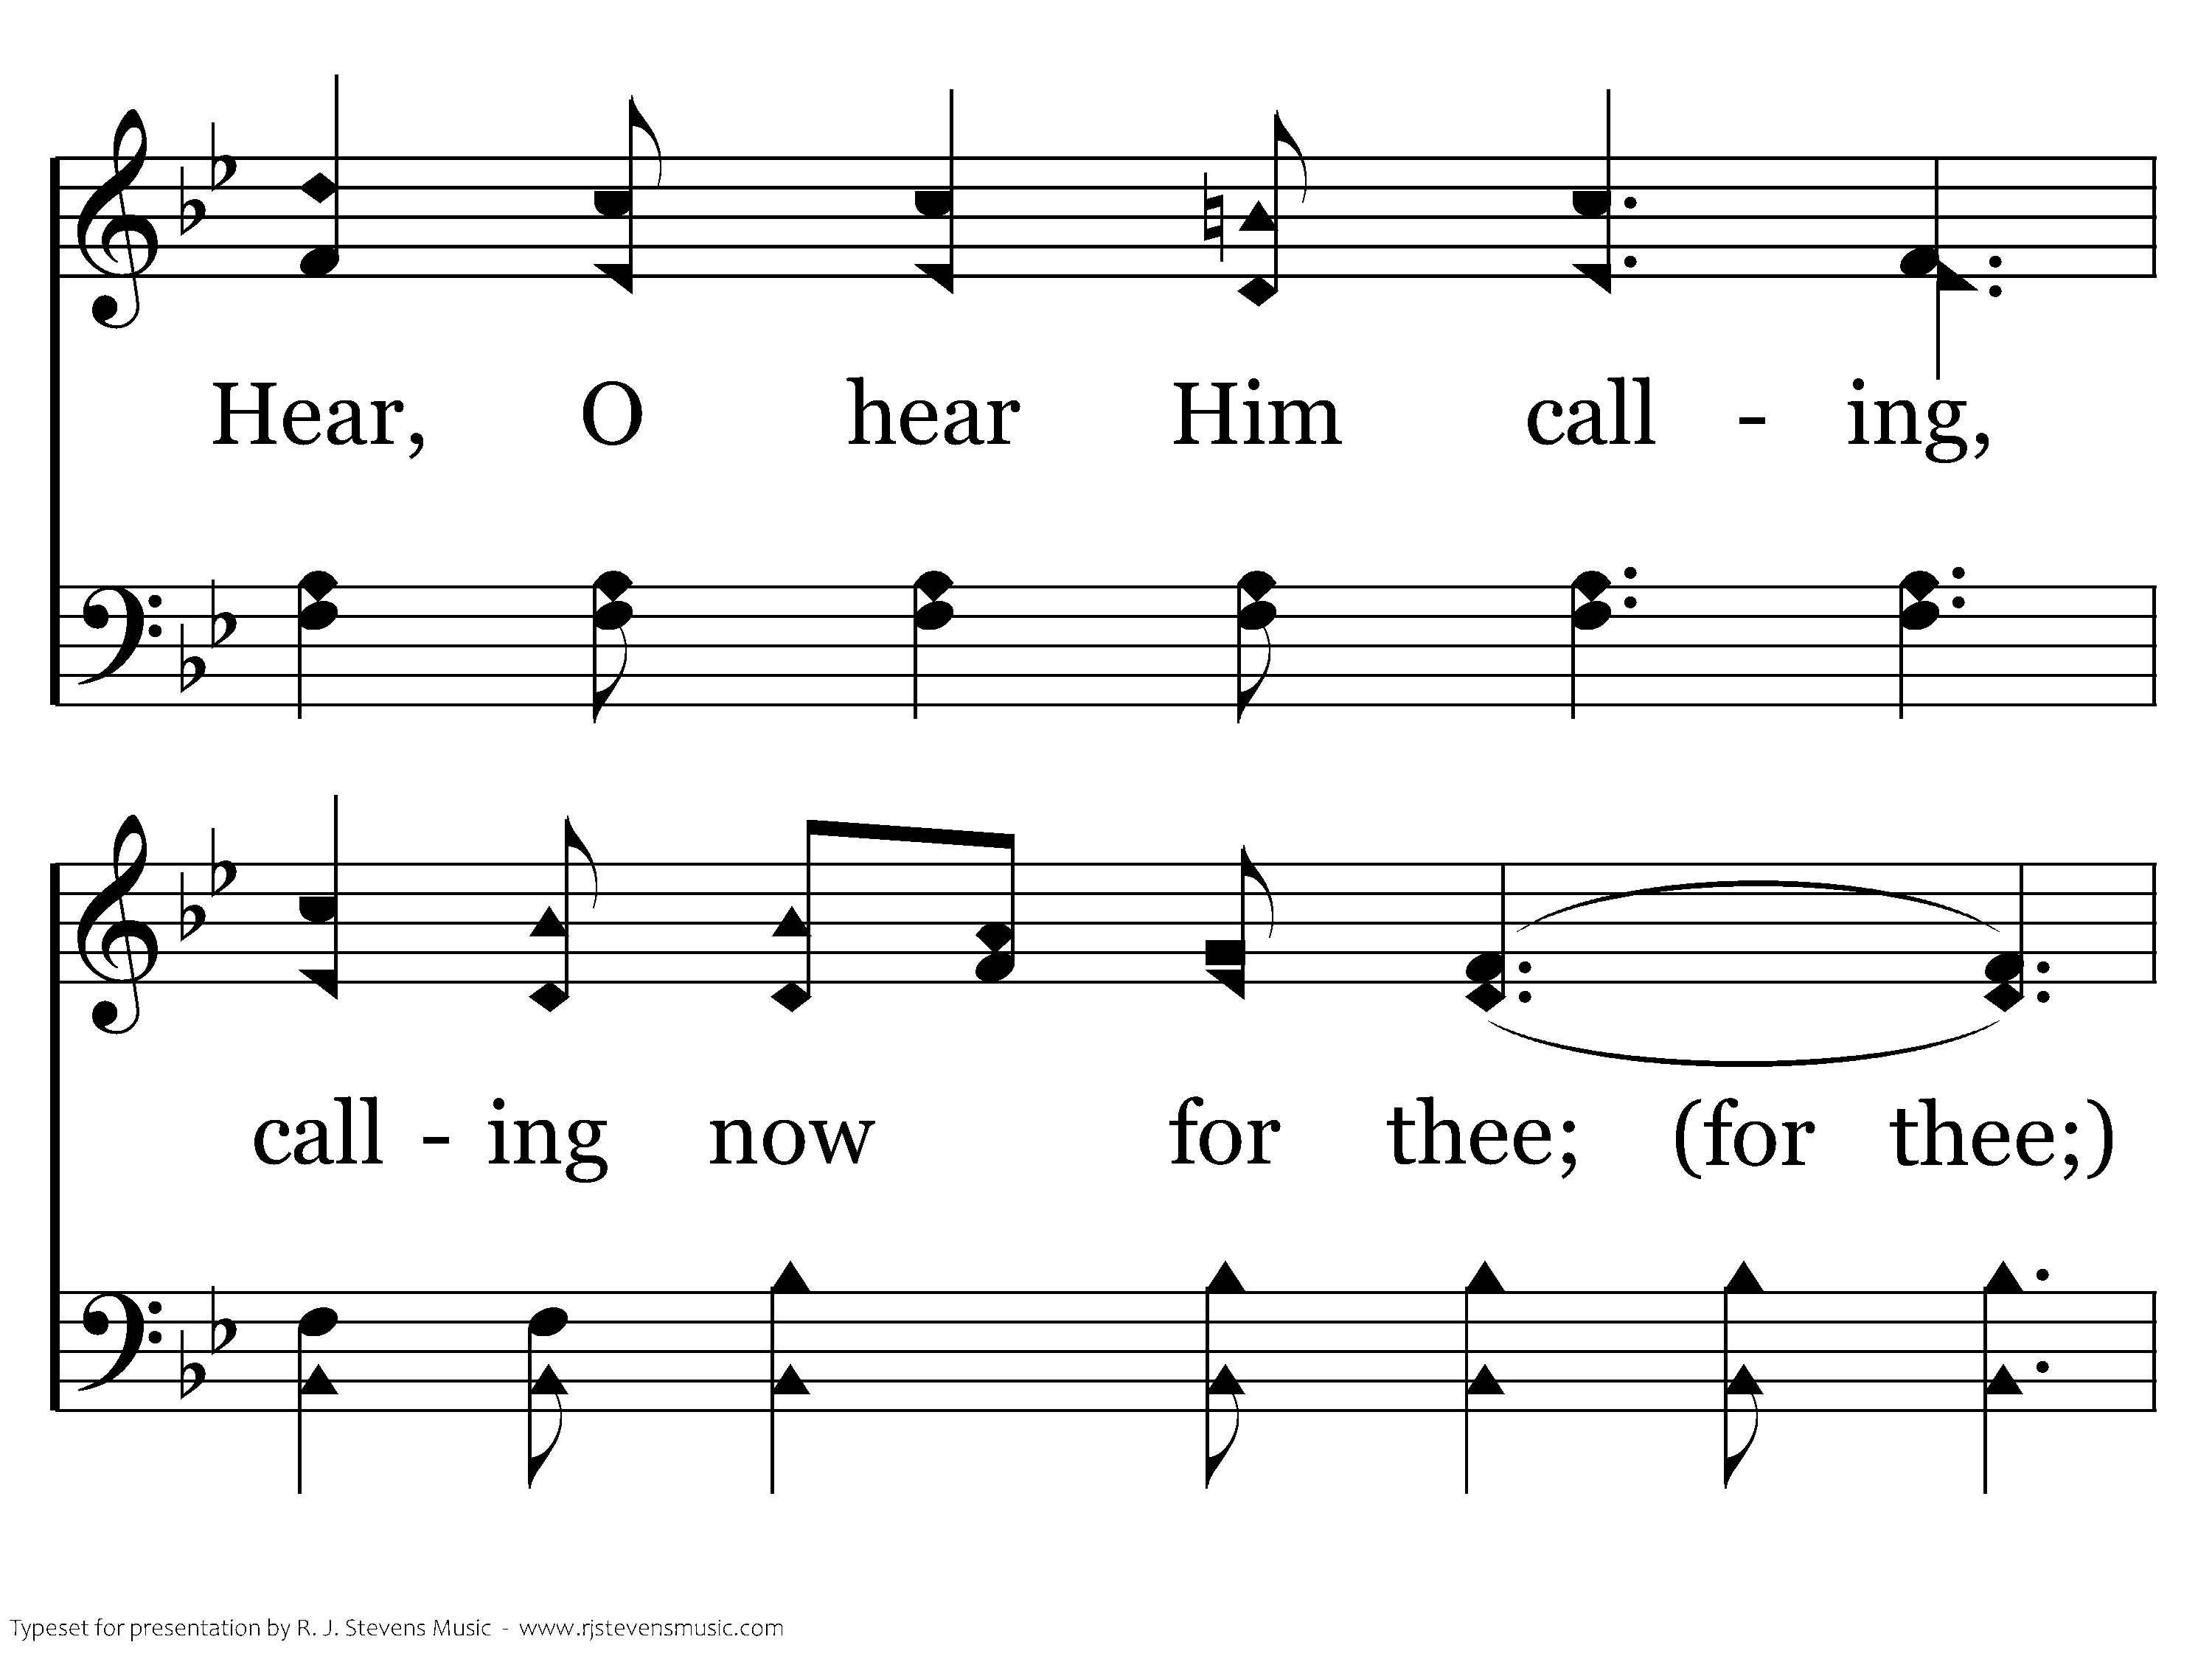 Hear, O hear Him call - ing,
call - ing now for thee; (for thee;)
Typeset for presentation by R. J. Stevens Music - www.rjstevensmusic.com